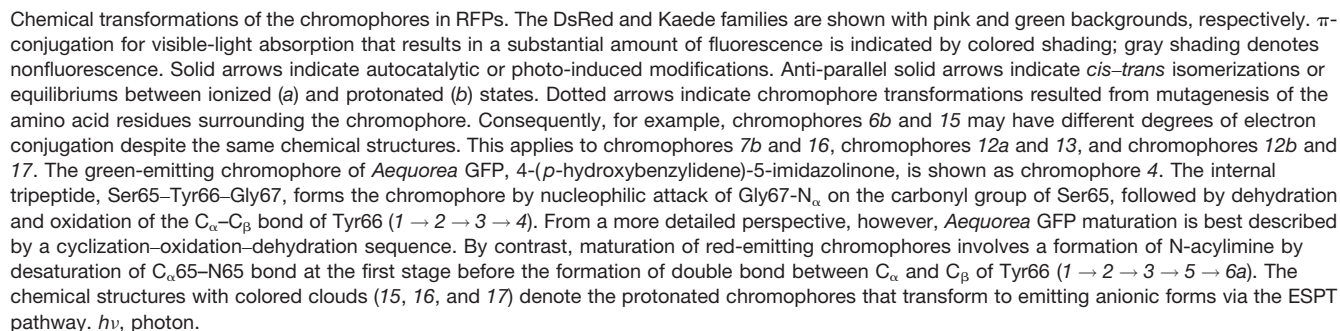 Chemical transformations of the chromophores in RFPs. The DsRed and Kaede families are shown with pink and green backgrounds, respectively. π-
conjugation for visible-light absorption that results in a substantial amount of fluorescence is indicated by colored shading; gray shading denotes
nonfluorescence. Solid arrows indicate autocatalytic or photo-induced modifications. Anti-parallel solid arrows indicate cis–trans isomerizations or
equilibriums between ionized (a) and protonated (b) states. Dotted arrows indicate chromophore transformations resulted from mutagenesis of the
amino acid residues surrounding the chromophore. Consequently, for example, chromophores 6b and 15 may have different degrees of electron
conjugation despite the same chemical structures. This applies to chromophores 7b and 16, chromophores 12a and 13, and chromophores 12b and
17. The green-emitting chromophore of Aequorea GFP, 4-(p-hydroxybenzylidene)-5-imidazolinone, is shown as chromophore 4. The internal
tripeptide, Ser65–Tyr66–Gly67, forms the chromophore by nucleophilic attack of Gly67-Nα on the carbonyl group of Ser65, followed by dehydration
and oxidation of the Cα–Cβ bond of Tyr66 (1 → 2 → 3 → 4). From a more detailed perspective, however, Aequorea GFP maturation is best described
by a cyclization–oxidation–dehydration sequence. By contrast, maturation of red-emitting chromophores involves a formation of N-acylimine by
desaturation of Cα65–N65 bond at the first stage before the formation of double bond between Cα and Cβ of Tyr66 (1 → 2 → 3 → 5 → 6a). The
chemical structures with colored clouds (15, 16, and 17) denote the protonated chromophores that transform to emitting anionic forms via the ESPT
pathway. hν, photon.